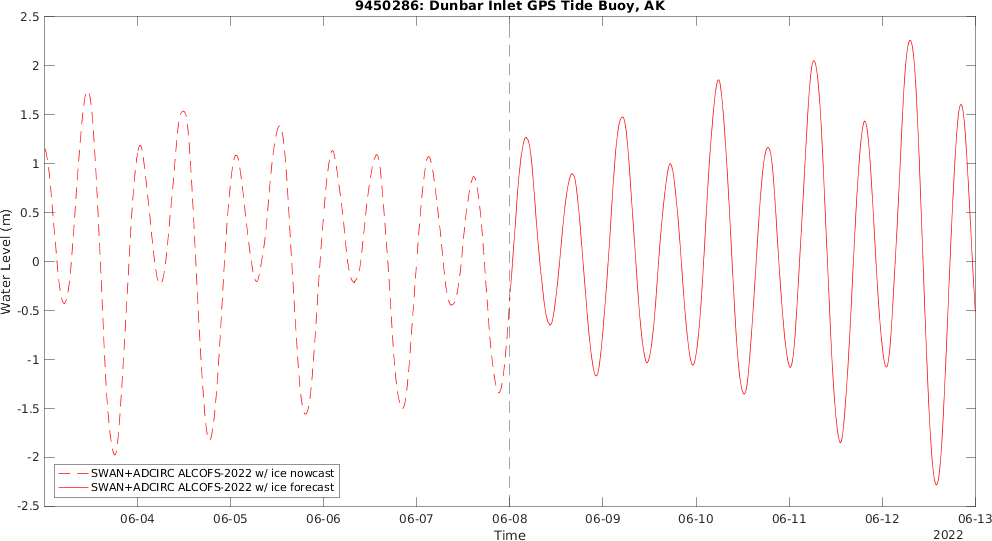 9450286: Dunbar Inlet GPS Tide Buoy, AK
Water Level (m)
2.5
2
1.5
1
0.5
0
-0.5
-1
-1.5
-2
-2.5
SWAN+ADCIRC ALCOFS-2022 w/ ice nowcast
SWAN+ADCIRC ALCOFS-2022 w/ ice forecast
06-04 06-05 06-06 06-07 06-08 06-09 06-10 06-11 06-12 06-13
Time
2022